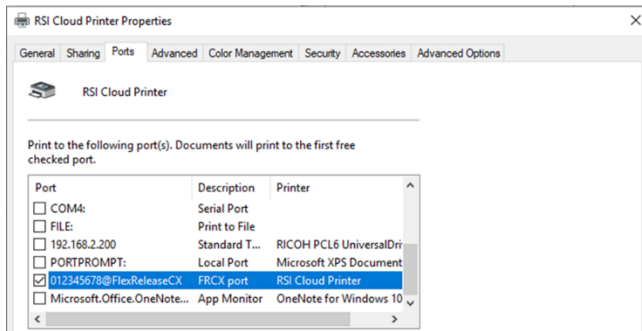 RSI Cloud Printer Properties
General Sharing Ports Advanced Color Management Security Accessories Advanced Options
RSI Cloud Printer
Print to the following port(s). Documents will print to the first free
checked port.
Port Description Printer
COM4: Serial Port
FILE: Print to File
192.168.2.200 Standard T... RICOH PCL6 UniversalDri
PORTPROMPT: Local Port Microsoft XPS Document
012345678@FlexReleaseCX FRCX port RSI Cloud Printer
Microsoft.Office.OneNote... App Monitor OneNote for Windows 10